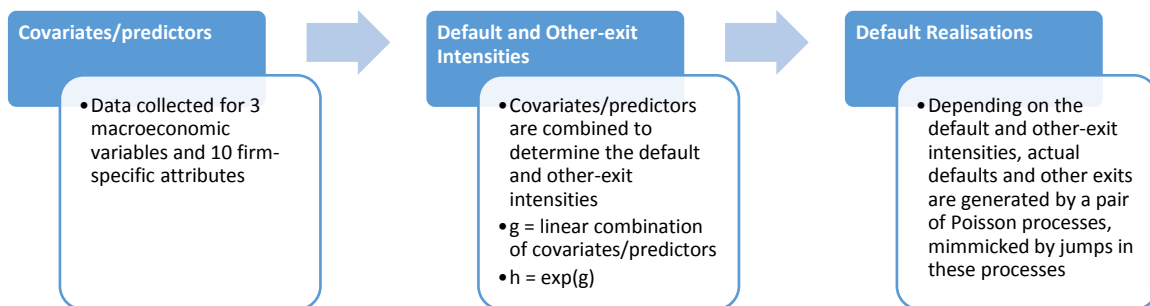 Covariates/predictors
•Data collected for 3
macroeconomic
variables and 10 firm-
specific attributes
Default and Other-exit
Intensities
•Covariates/predictors
are combined to
determine the default
and other-exit
intensities
•g = linear combination
of covariates/predictors
•h = exp(g)
Default Realisations
•Depending on the
default and other-exit
intensities, actual
defaults and other exits
are generated by a pair
of Poisson processes,
mimmicked by jumps in
these processes